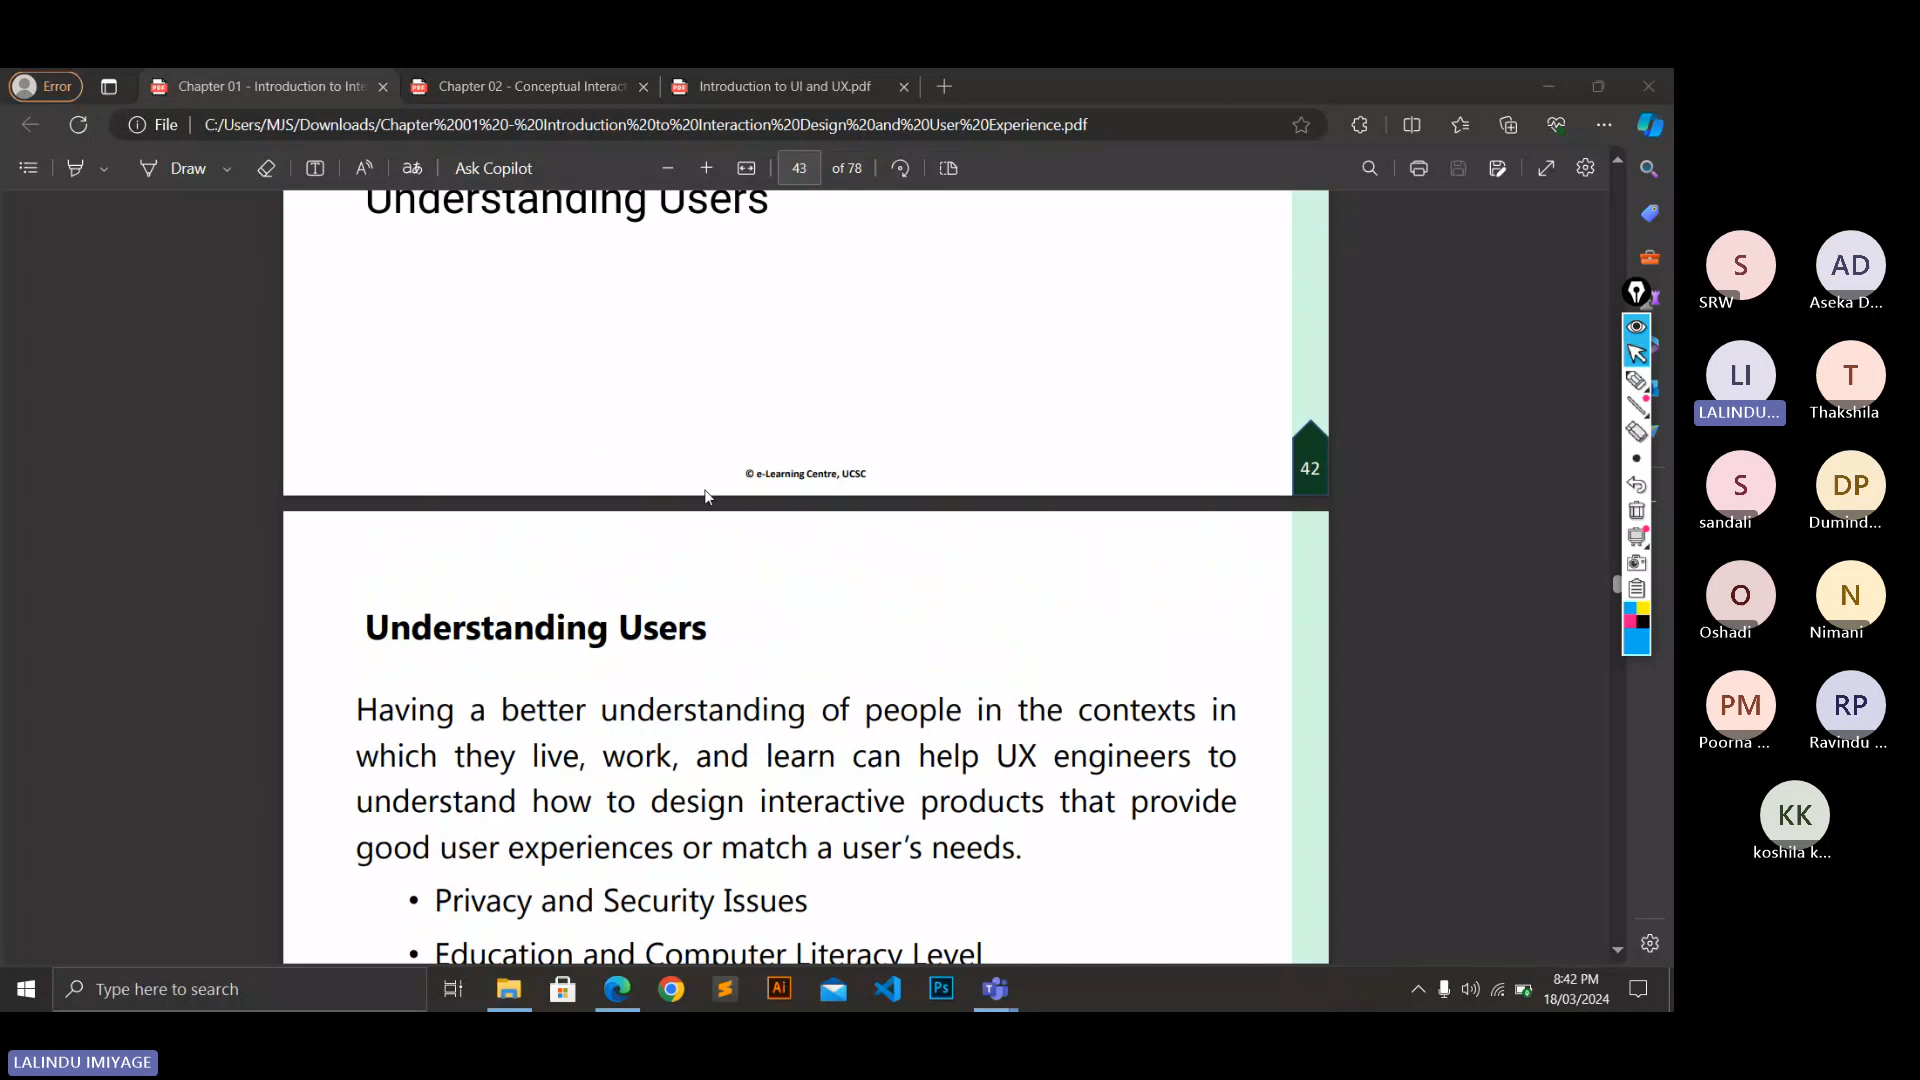 Error
Chapter 01 - Introduction to Inte
Chapter 02 - Conceptual Interact
Introduction to UI and UX.pdf
File
C:/Users/MJS/Downloads/Chapter%2001%20-%20Introduction%20to%20Interaction%20Design%20and%20User%20Experience.pdf
Draw
aあ
Ask Copilot
43
of 78
Understanding Users
© e-Learning Centre, UCSC
42
Understanding Users
Having a better understanding of people in the contexts in
which they live, work, and learn can help UX engineers to
understand how to design interactive products that provide
good user experiences or match a user’s needs.
• Privacy and Security Issues
• Education and Computer Literacy Level
S
SRW
AD
Aseka D...
LI
LALINDU...
T
Thakshila
S
sandali
DP
Dumind...
O
Oshadi
N
Nimani
PM
Poorna ...
RP
Ravindu ...
KK
koshila k...
Type here to search
Ai
Ps
8:42 PM
18/03/2024
LALINDU IMIYAGE